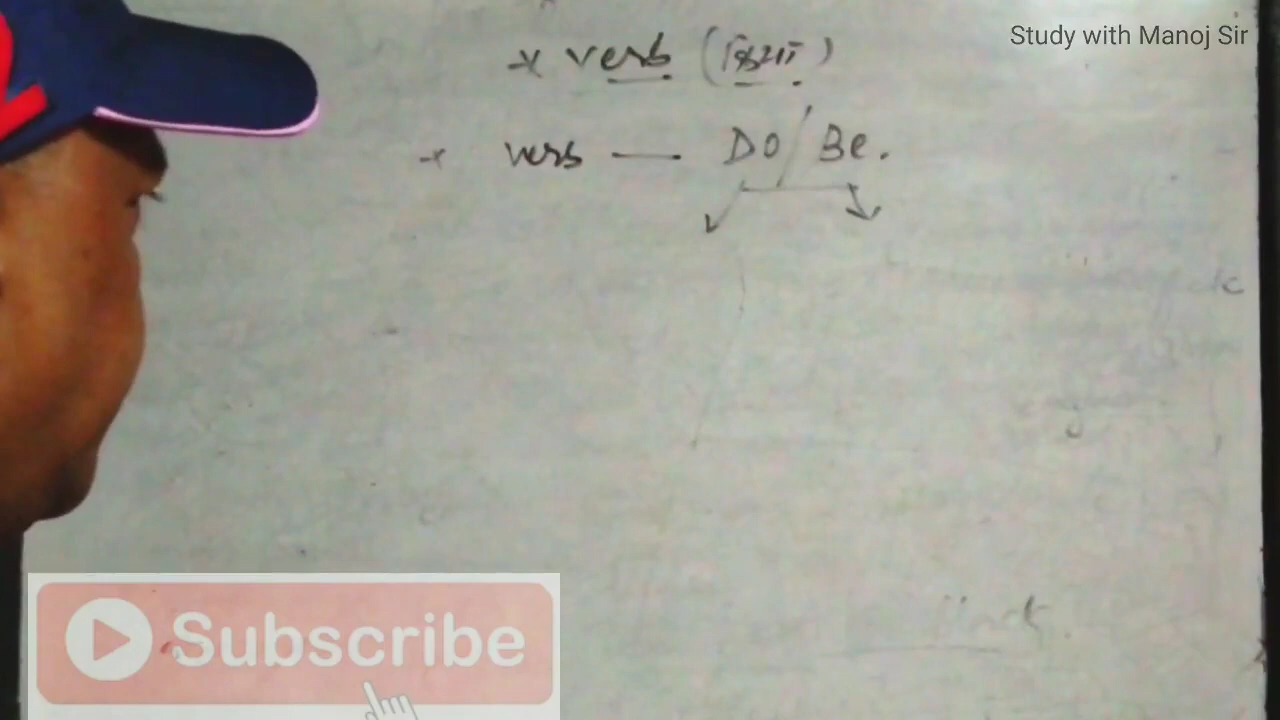 Study with Manoj Sir
× verb (क्रिया)
× verb — Do / Be.
Subscribe